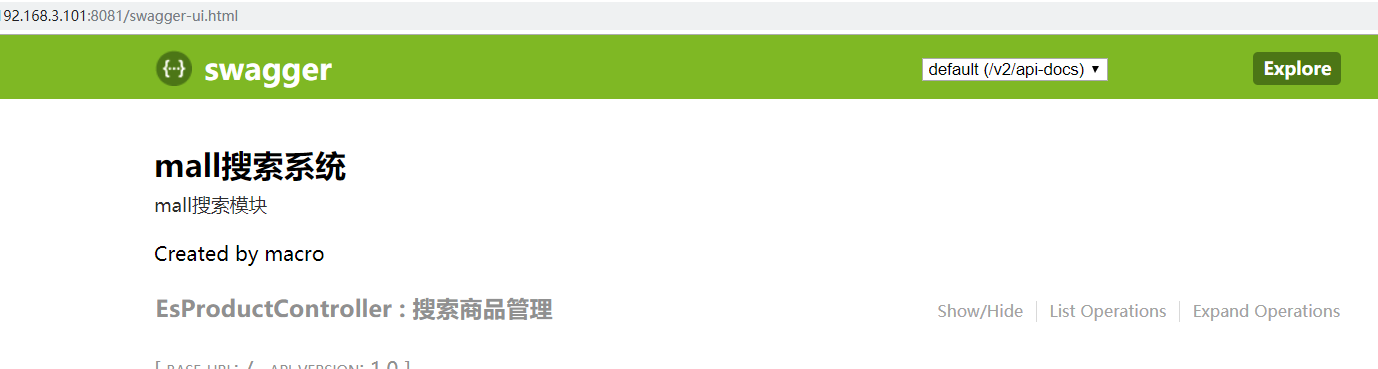 192.168.3.101:8081/swagger-ui.html
{···} swagger default (/v2/api-docs) ▼ Explore
mall搜索系统
mall搜索模块
Created by macro
EsProductController : 搜索商品管理 Show/Hide List Operations Expand Operations
[ BASE URL: / , API VERSION: 1.0 ]